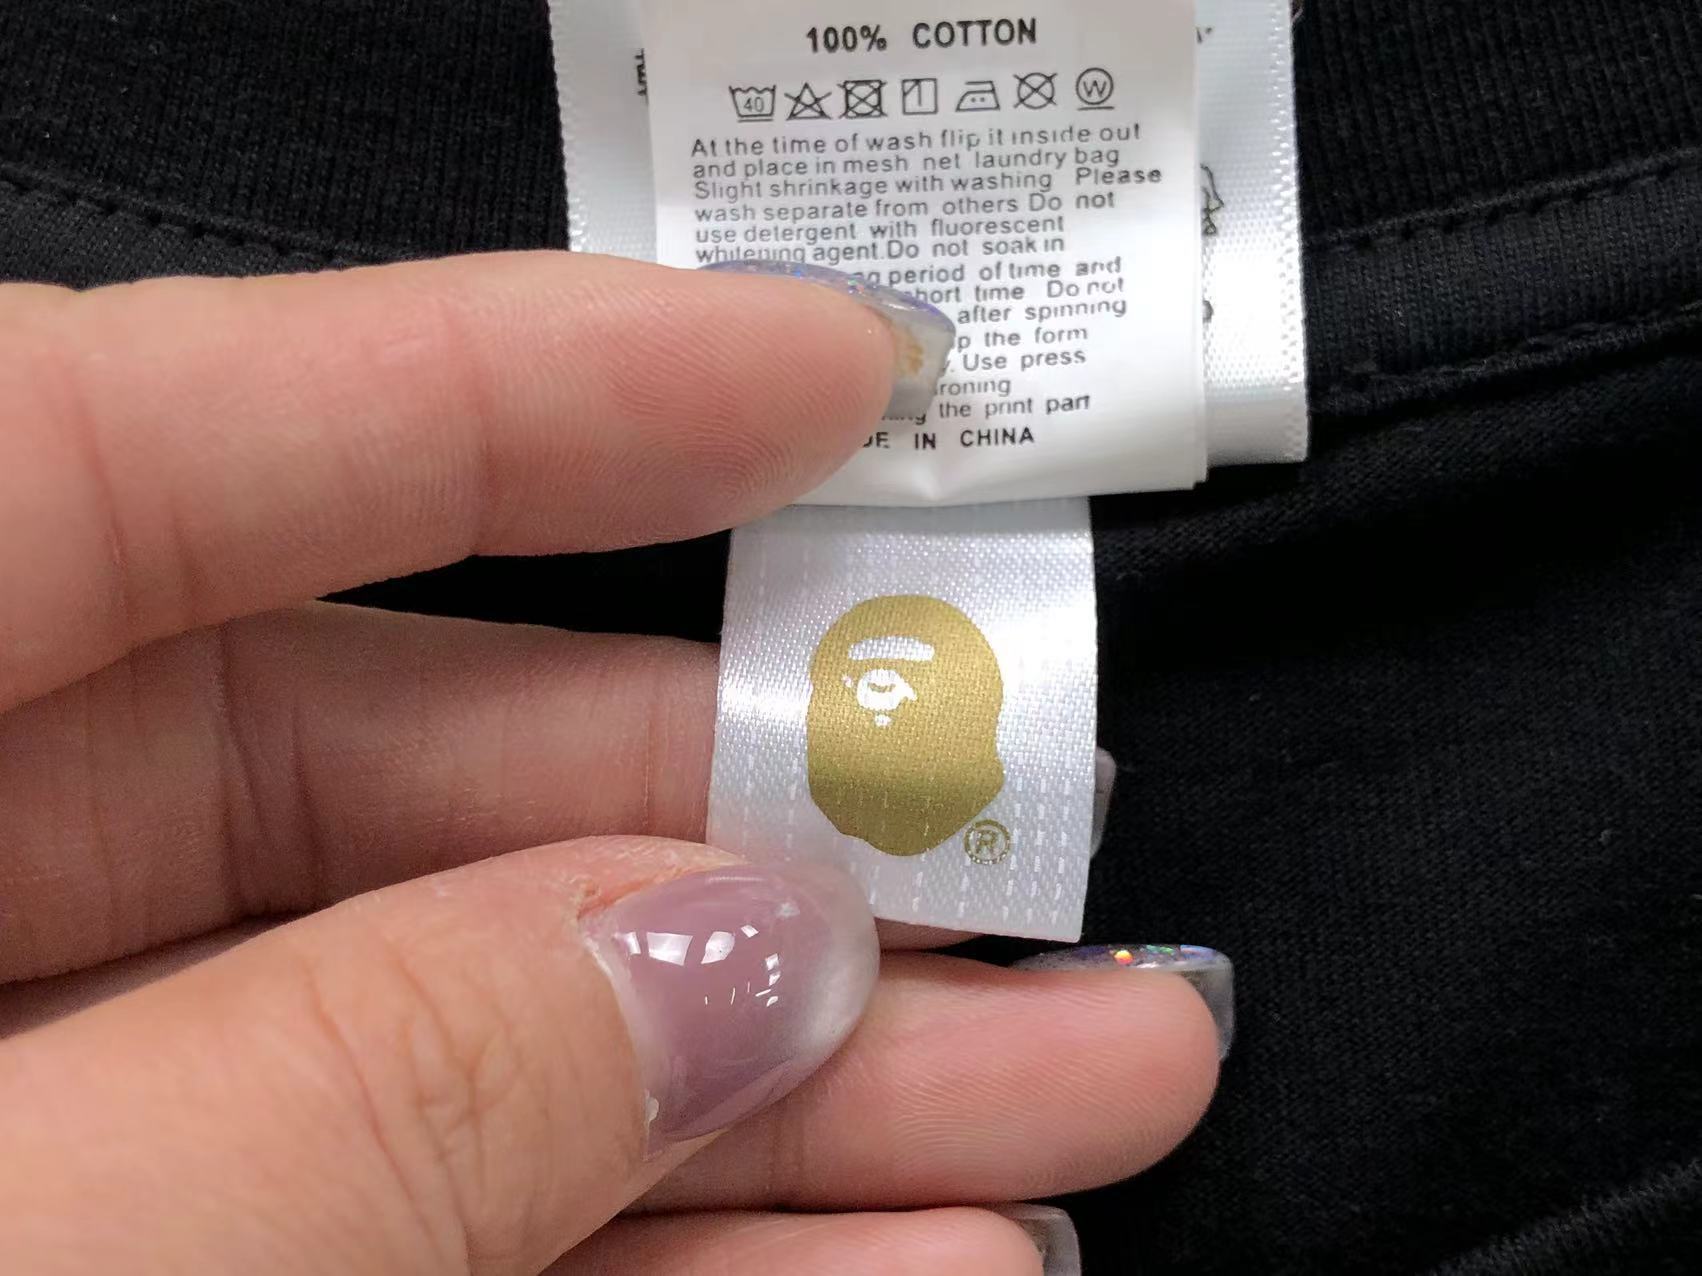 100% COTTON
40 1 W
At the time of wash flip it inside out
and place in mesh net laundry bag
Slight shrinkage with washing Please
wash separate from others Do not
use detergent with fluorescent
whitening agent.Do not soak in
period of time and
time Do not
after spinning
the form
Use press
the print part
IN CHINA
®